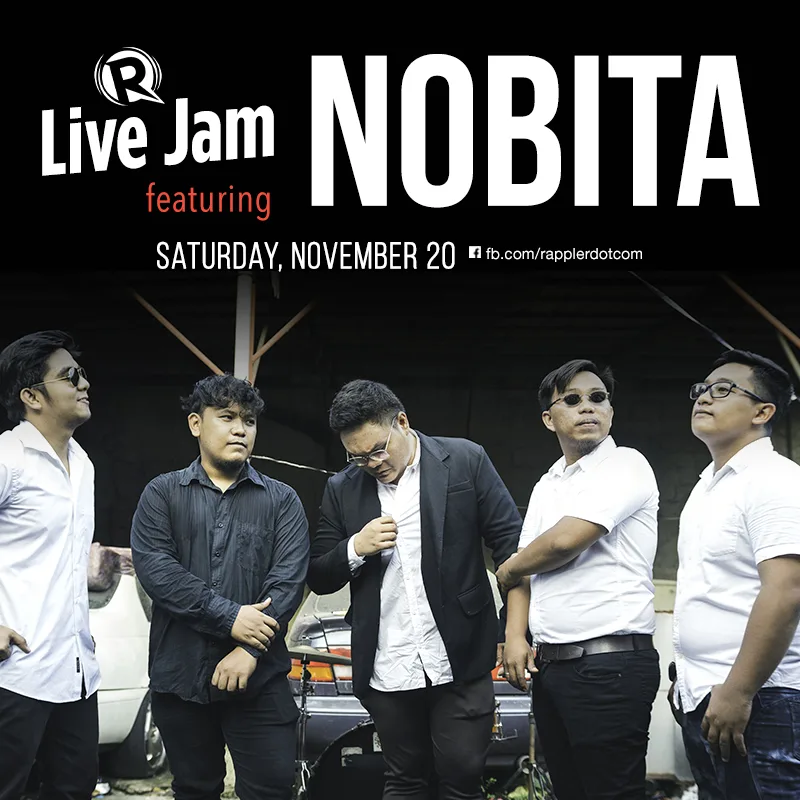 R
Live Jam
featuring
NOBITA
SATURDAY, NOVEMBER 20
fb.com/rapplerdotcom